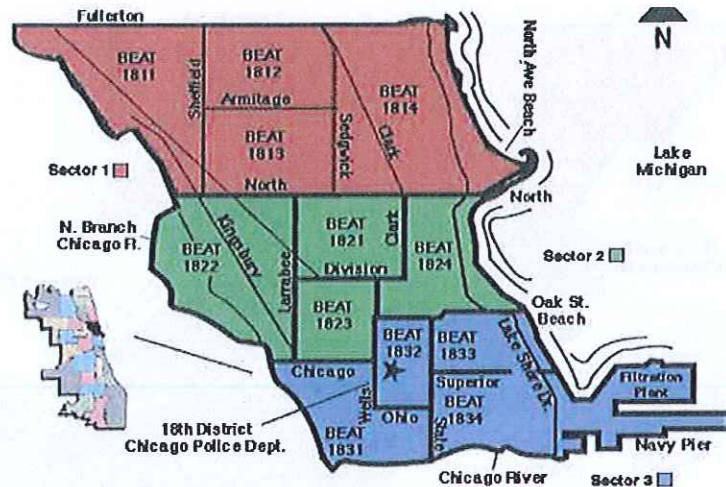 Fullerton
N
BEAT
1811
BEAT
1812
BEAT
1814
Sheffield
Armitage
Sedgwick
Clark
North Ave Beach
BEAT
1813
Lake
Michigan
Sector 1
North
North
N. Branch
Chicago R.
BEAT
1822
Kingsbury
Larrabee
BEAT
1821
Clark
BEAT
1824
Sector 2
Division
BEAT
1823
Oak St.
Beach
BEAT
1832
BEAT
1833
Lake Shore Dr.
Chicago
Superior
Filtration
Plant
18th District
Chicago Police Dept.
Wells
Ohio
BEAT
1834
State
BEAT
1831
Navy Pier
Chicago River
Sector 3